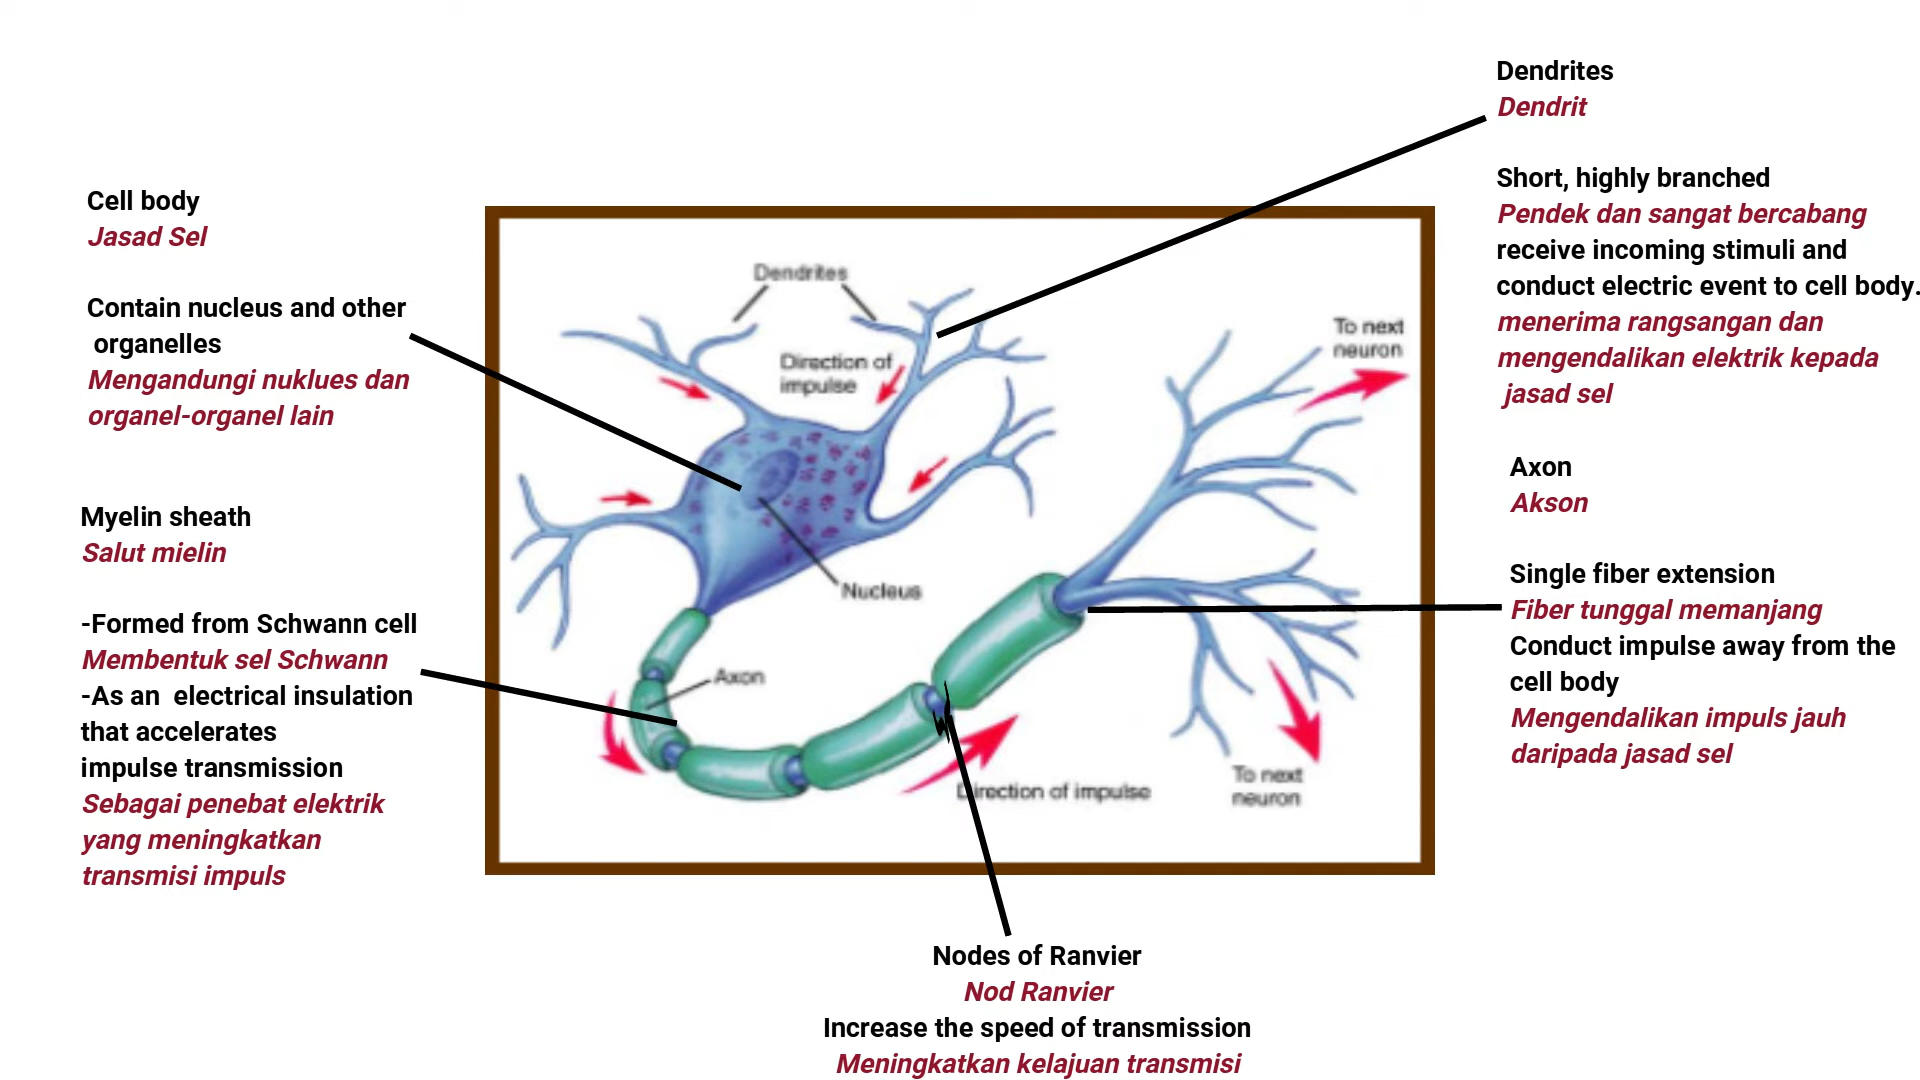 Dendrites
Dendrit
Short, highly branched
Pendek dan sangat bercabang
receive incoming stimuli and
conduct electric event to cell body.
menerima rangsangan dan
mengendalikan elektrik kepada
jasad sel
Cell body
Jasad Sel
Contain nucleus and other
organelles
Mengandungi nuklues dan
organel-organel lain
Myelin sheath
Salut mielin
-Formed from Schwann cell
Membentuk sel Schwann
-As an electrical insulation
that accelerates
impulse transmission
Sebagai penebat elektrik
yang meningkatkan
transmisi impuls
Dendrites
Direction of
impulse
To next
neuron
Nucleus
Axon
Direction of impulse
To next
neuron
Axon
Akson
Single fiber extension
Fiber tunggal memanjang
Conduct impulse away from the
cell body
Mengendalikan impuls jauh
daripada jasad sel
Nodes of Ranvier
Nod Ranvier
Increase the speed of transmission
Meningkatkan kelajuan transmisi